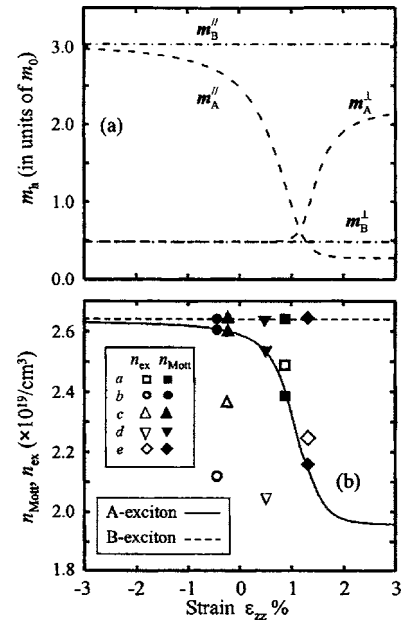 m_B^//
3.0
m_A^//
2.0
(a)
m_A^⊥
1.0
m_B^⊥
0.0
m_h (in units of m_0)
2.6
n_ex n_Mott
a
b
c
2.4
d
e
2.2
(b)
2.0
A-exciton
B-exciton
1.8
-3 -2 -1 0 1 2 3
Strain ε_zz %
n_Mott, n_ex (×10^19/cm^3)